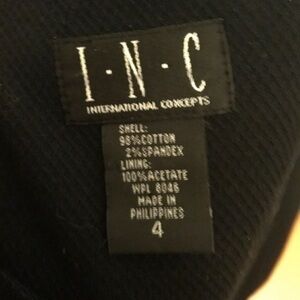 I·N·C
INTERNATIONAL CONCEPTS
SHELL:
98%COTTON
2%SPANDEX
LINING:
100%ACETATE
WPL 8046
MADE IN
PHILIPPINES
4